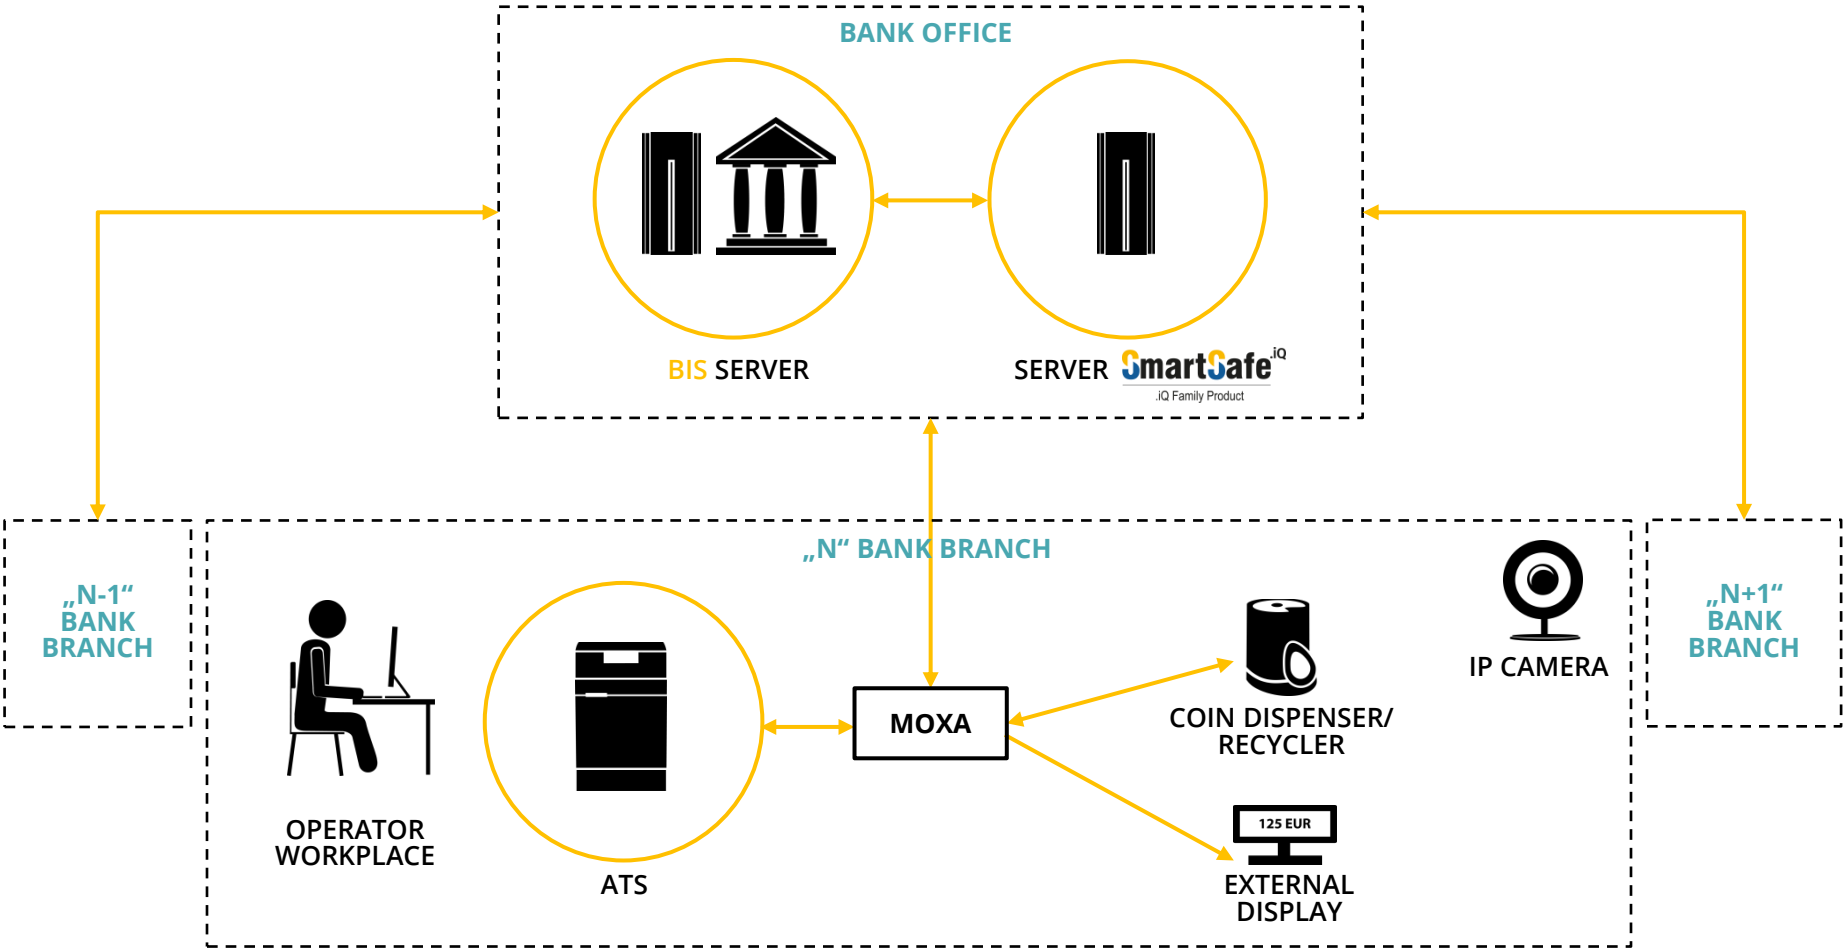 BANK OFFICE
BIS SERVER
SERVER SmartSafe.iQ
.iQ Family Product
„N“ BANK BRANCH
„N-1“
BANK
BRANCH
„N+1“
BANK
BRANCH
IP CAMERA
MOXA
COIN DISPENSER/
RECYCLER
OPERATOR
WORKPLACE
ATS
125 EUR
EXTERNAL
DISPLAY